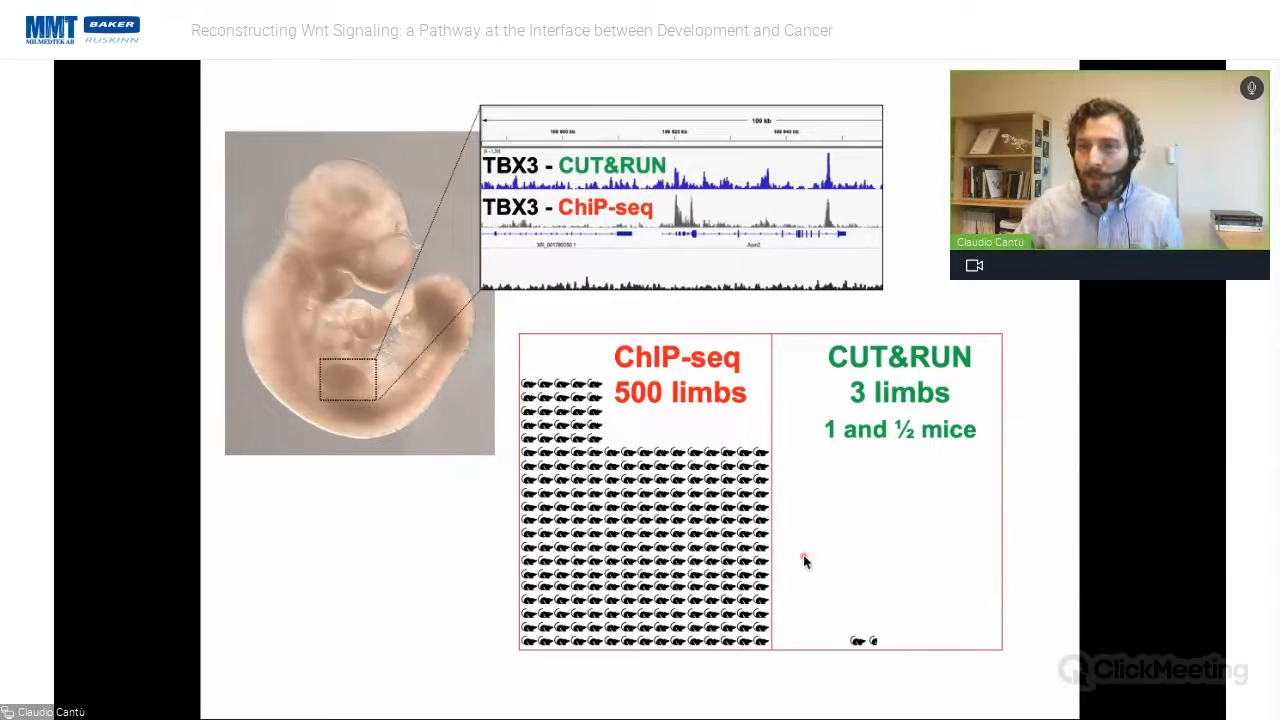 MMT
MILMEDTEK AB
BAKER
RUSKINN
Reconstructing Wnt Signaling: a Pathway at the Interface between Development and Cancer
100 kb
TBX3 - CUT&RUN
TBX3 - ChiP-seq
Axin2
Claudio Cantù
ChIP-seq
500 limbs
CUT&RUN
3 limbs
1 and ½ mice
ClickMeeting
Claudio Cantù